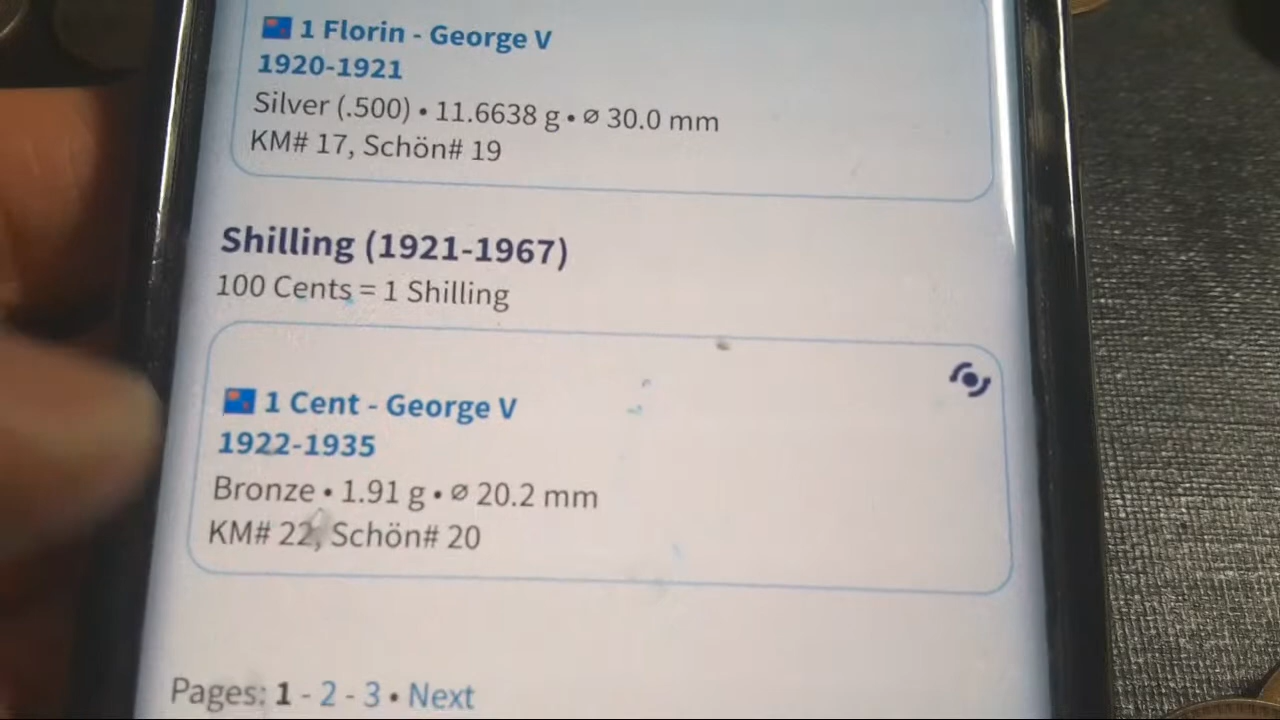 1 Florin - George V
1920-1921
Silver (.500) • 11.6638 g • ⌀ 30.0 mm
KM# 17, Schön# 19
Shilling (1921-1967)
100 Cents = 1 Shilling
1 Cent - George V
1922-1935
Bronze • 1.91 g • ⌀ 20.2 mm
KM# 22, Schön# 20
Pages: 1 - 2 - 3 • Next